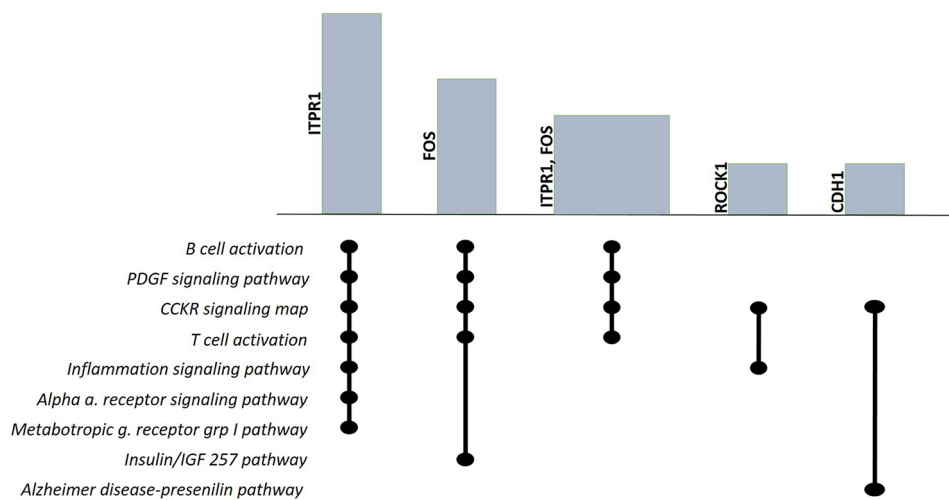 ITPR1
FOS
ITPR1, FOS
ROCK1
CDH1
B cell activation
PDGF signaling pathway
CCKR signaling map
T cell activation
Inflammation signaling pathway
Alpha a. receptor signaling pathway
Metabotropic g. receptor grp I pathway
Insulin/IGF 257 pathway
Alzheimer disease-presenilin pathway